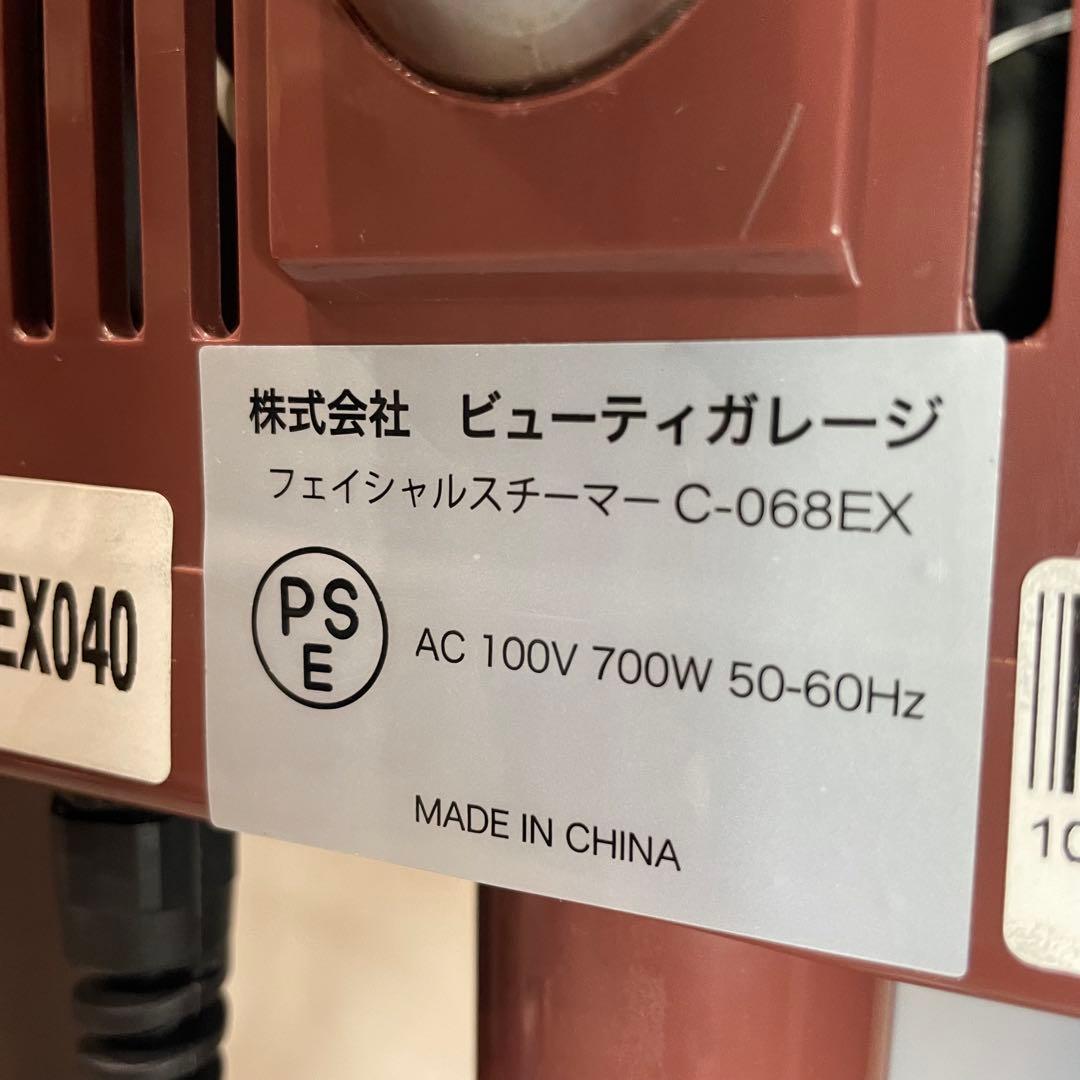 株式会社 ビューティガレージ
フェイシャルスチーマー C-068EX
PS
E
AC 100V 700W 50-60Hz
MADE IN CHINA
EX040
10